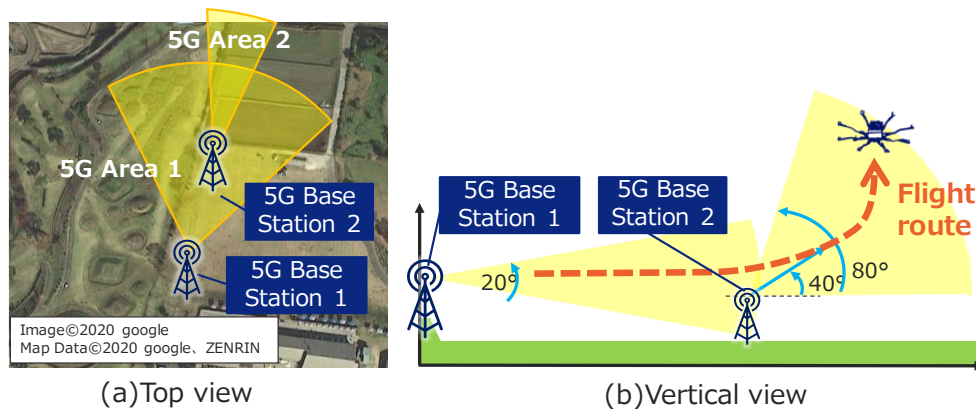 5G Area 2
5G Area 1
5G Base
Station 2
5G Base
Station 1
Image©2020 google
Map Data©2020 google、ZENRIN
(a)Top view
5G Base
Station 1
5G Base
Station 2
Flight
route
20°
40°
80°
(b)Vertical view